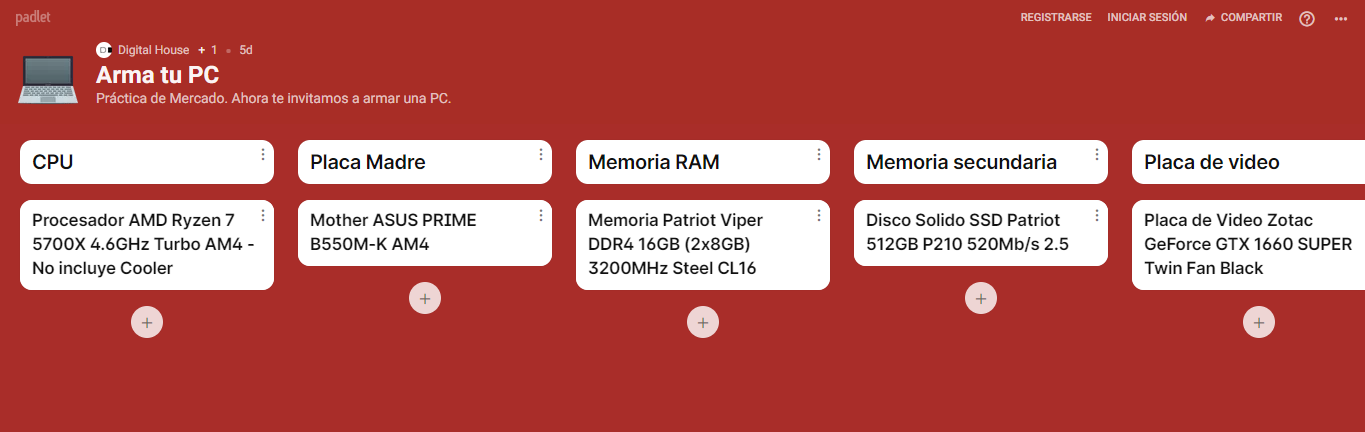 padlet
REGISTRARSE
INICIAR SESIÓN
COMPARTIR
Digital House + 1 • 5d
Arma tu PC
Práctica de Mercado. Ahora te invitamos a armar una PC.
CPU
Procesador AMD Ryzen 7
5700X 4.6GHz Turbo AM4 -
No incluye Cooler
Placa Madre
Mother ASUS PRIME
B550M-K AM4
Memoria RAM
Memoria Patriot Viper
DDR4 16GB (2x8GB)
3200MHz Steel CL16
Memoria secundaria
Disco Solido SSD Patriot
512GB P210 520Mb/s 2.5
Placa de video
Placa de Video Zotac
GeForce GTX 1660 SUPER
Twin Fan Black